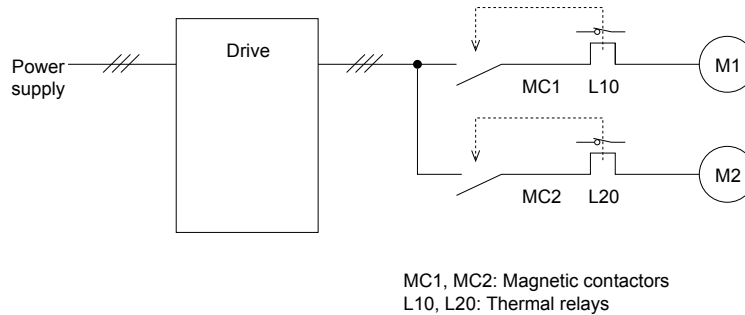 Power
supply
Drive
MC1
L10
M1
MC2
L20
M2
MC1, MC2: Magnetic contactors
L10, L20: Thermal relays